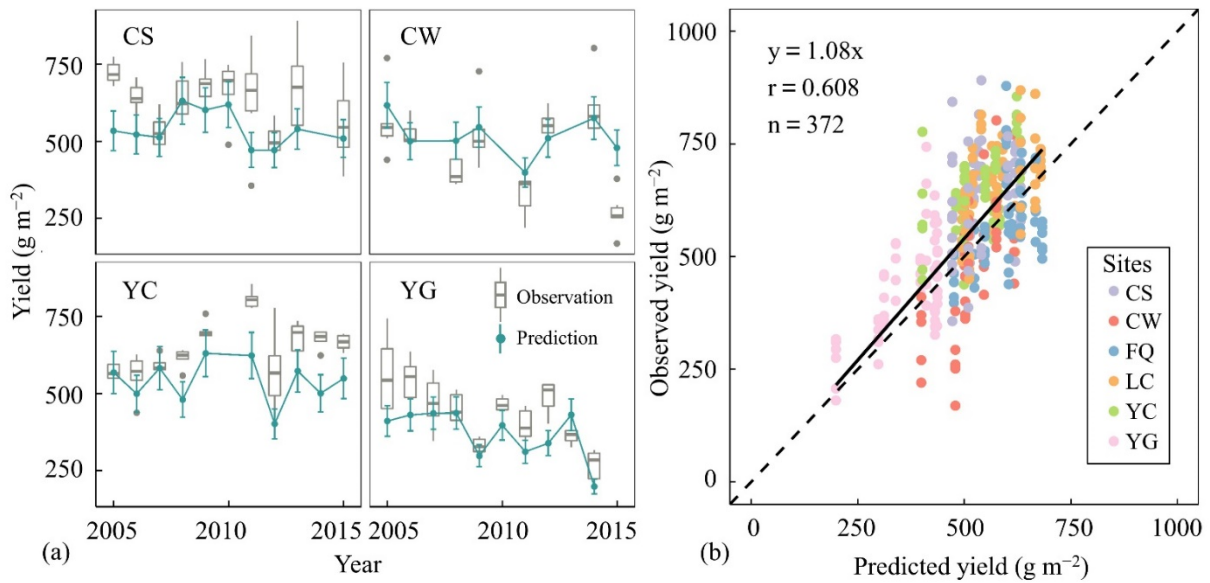 CS
CW
750
500
250
Yield (g m⁻²)
YC
YG
Observation
Prediction
750
500
250
2005
2010
2015
2005
2010
2015
(a)
Year
y = 1.08x
r = 0.608
n = 372
1000
750
500
250
0
Observed yield (g m⁻²)
Sites
CS
CW
FQ
LC
YC
YG
0
250
500
750
1000
(b)
Predicted yield (g m⁻²)